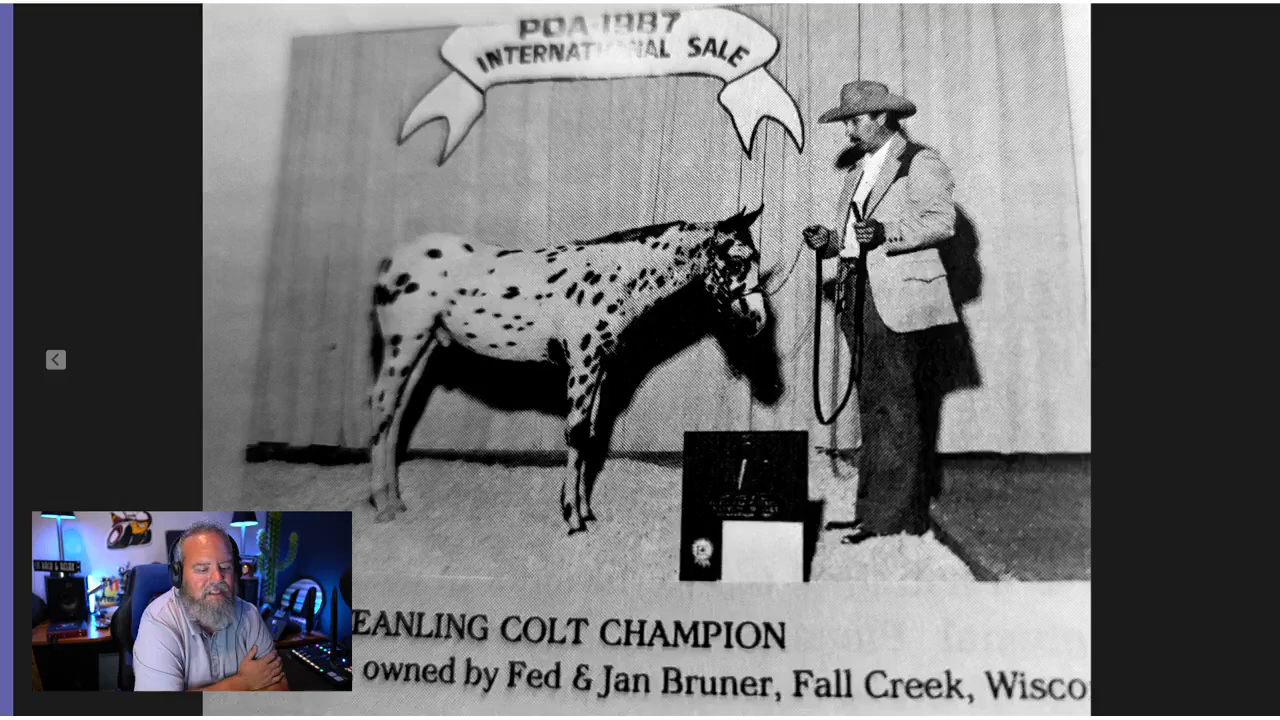 POA-1987
INTERNATIONAL SALE
EANLING COLT CHAMPION
owned by Fed & Jan Bruner, Fall Creek, Wisco